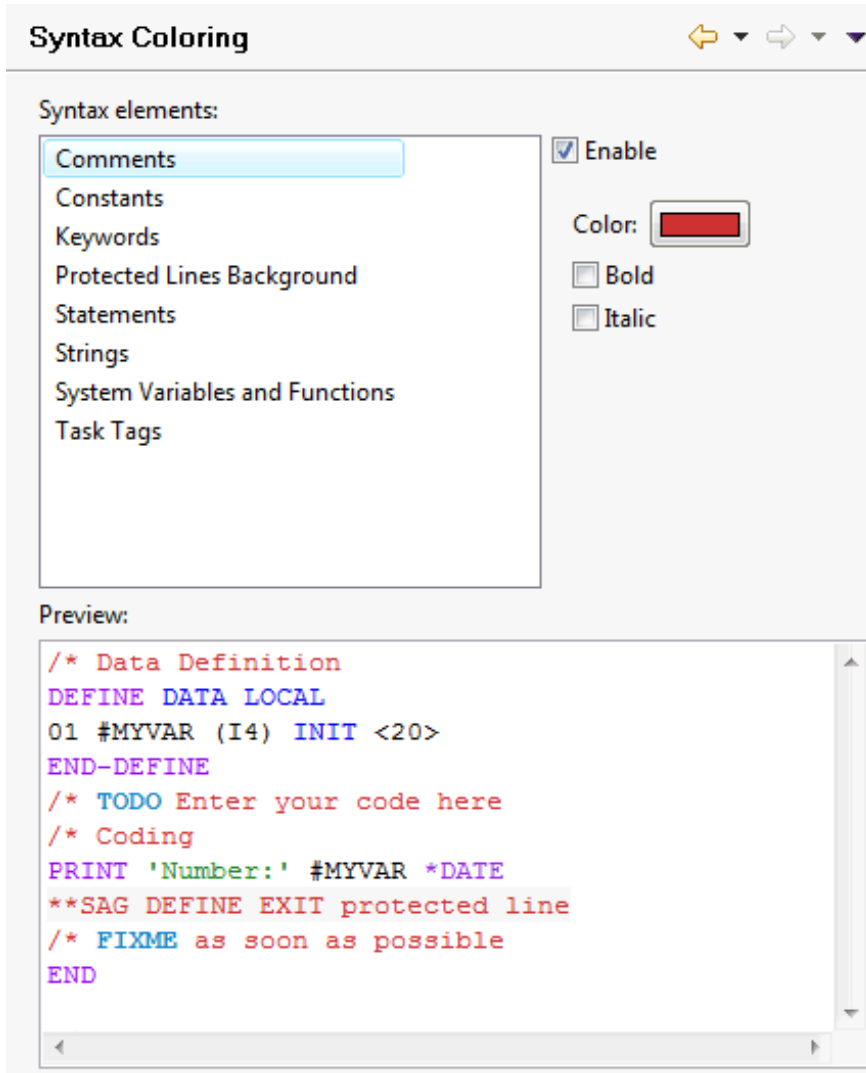 Syntax Coloring
Syntax elements:
Comments
Constants
Keywords
Protected Lines Background
Statements
Strings
System Variables and Functions
Task Tags
Enable
Color:
Bold
Italic
Preview:
/* Data Definition
DEFINE DATA LOCAL
01 #MYVAR (I4) INIT <20>
END-DEFINE
/* TODO Enter your code here
/* Coding
PRINT 'Number:' #MYVAR *DATE
**SAG DEFINE EXIT protected line
/* FIXME as soon as possible
END